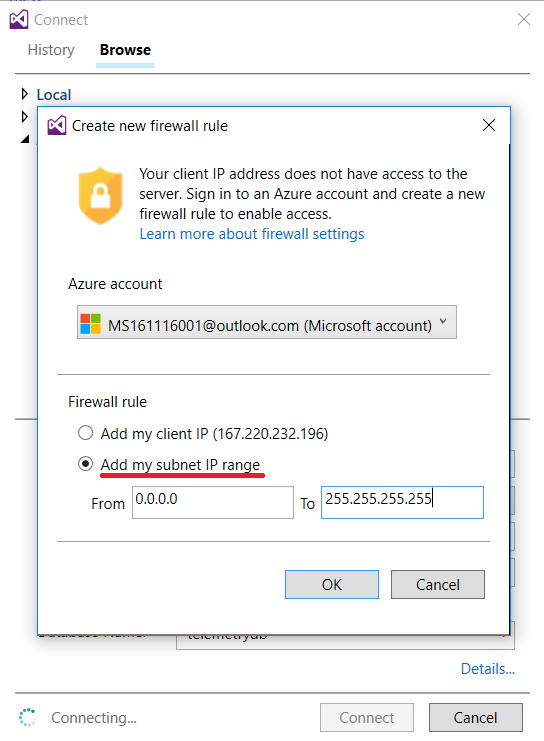 Connect
History Browse
Local
Create new firewall rule
Your client IP address does not have access to the
server. Sign in to an Azure account and create a new
firewall rule to enable access.
Learn more about firewall settings
Azure account
MS161116001@outlook.com (Microsoft account)
Firewall rule
Add my client IP (167.220.232.196)
Add my subnet IP range
From 0.0.0.0 To 255.255.255.255
OK Cancel
Database Name: telemetrydb
Details...
Connecting... Connect Cancel